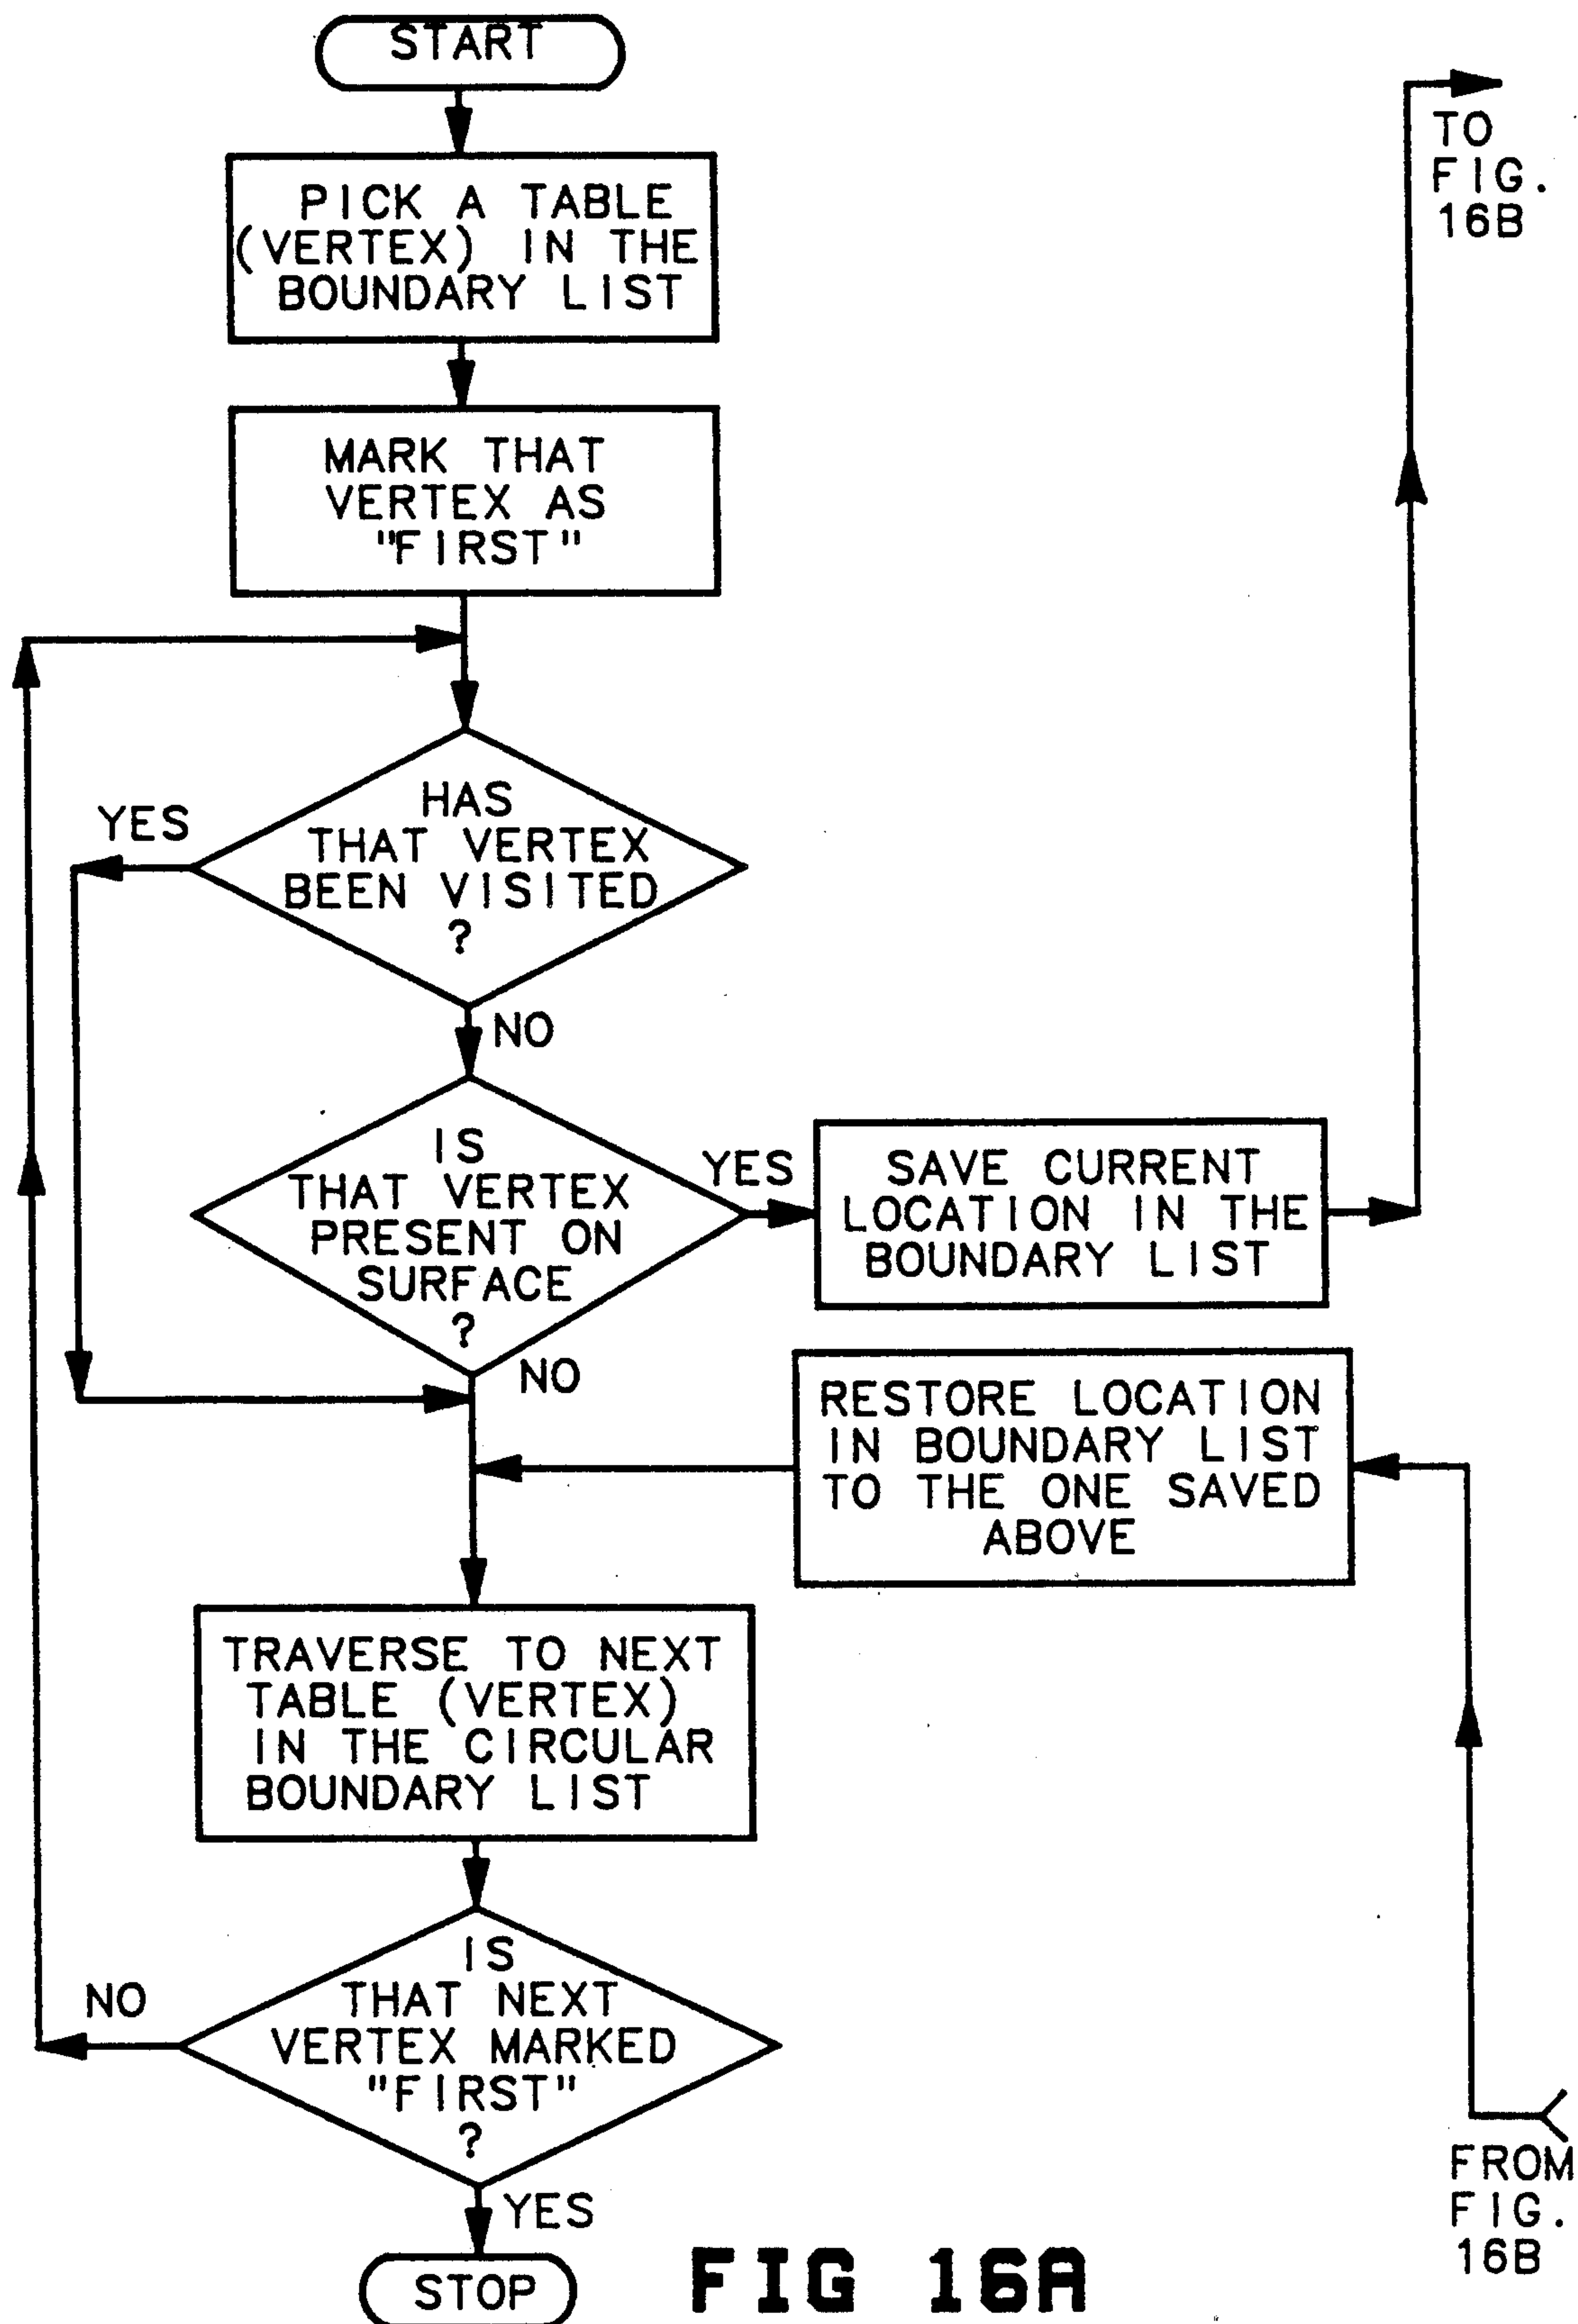 START
PICK A TABLE
(VERTEX) IN THE
BOUNDARY LIST
MARK THAT
VERTEX AS
"FIRST"
HAS
THAT VERTEX
BEEN VISITED
?
YES
NO
IS
THAT VERTEX
PRESENT ON
SURFACE
?
YES
NO
SAVE CURRENT
LOCATION IN THE
BOUNDARY LIST
TO
FIG.
16B
RESTORE LOCATION
IN BOUNDARY LIST
TO THE ONE SAVED
ABOVE
FROM
FIG.
16B
TRAVERSE TO NEXT
TABLE (VERTEX)
IN THE CIRCULAR
BOUNDARY LIST
IS
THAT NEXT
VERTEX MARKED
"FIRST"
?
NO
YES
STOP
FIG 16A